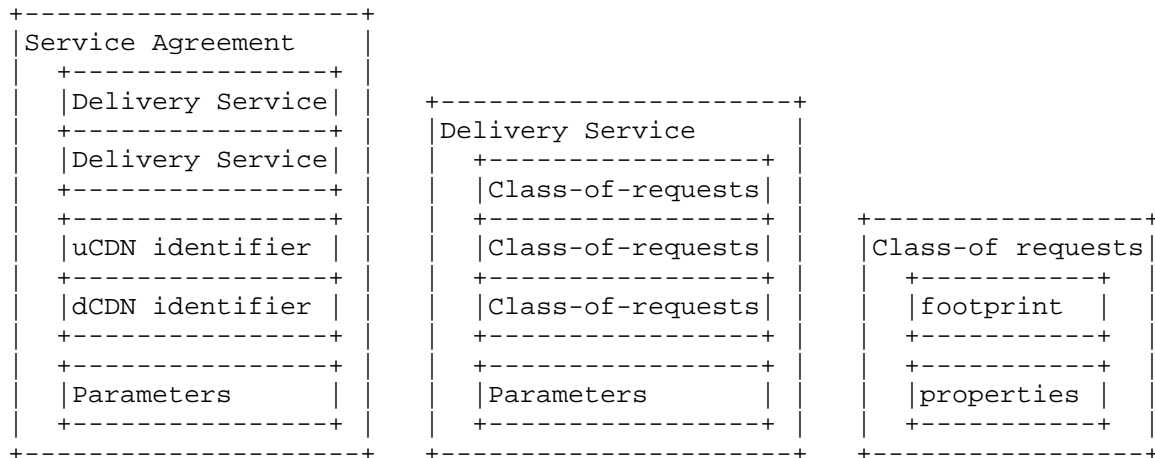 Service Agreement
Delivery Service
Delivery Service
uCDN identifier
dCDN identifier
Parameters
Delivery Service
Class-of-requests
Class-of-requests
Class-of-requests
Parameters
Class-of requests
footprint
properties